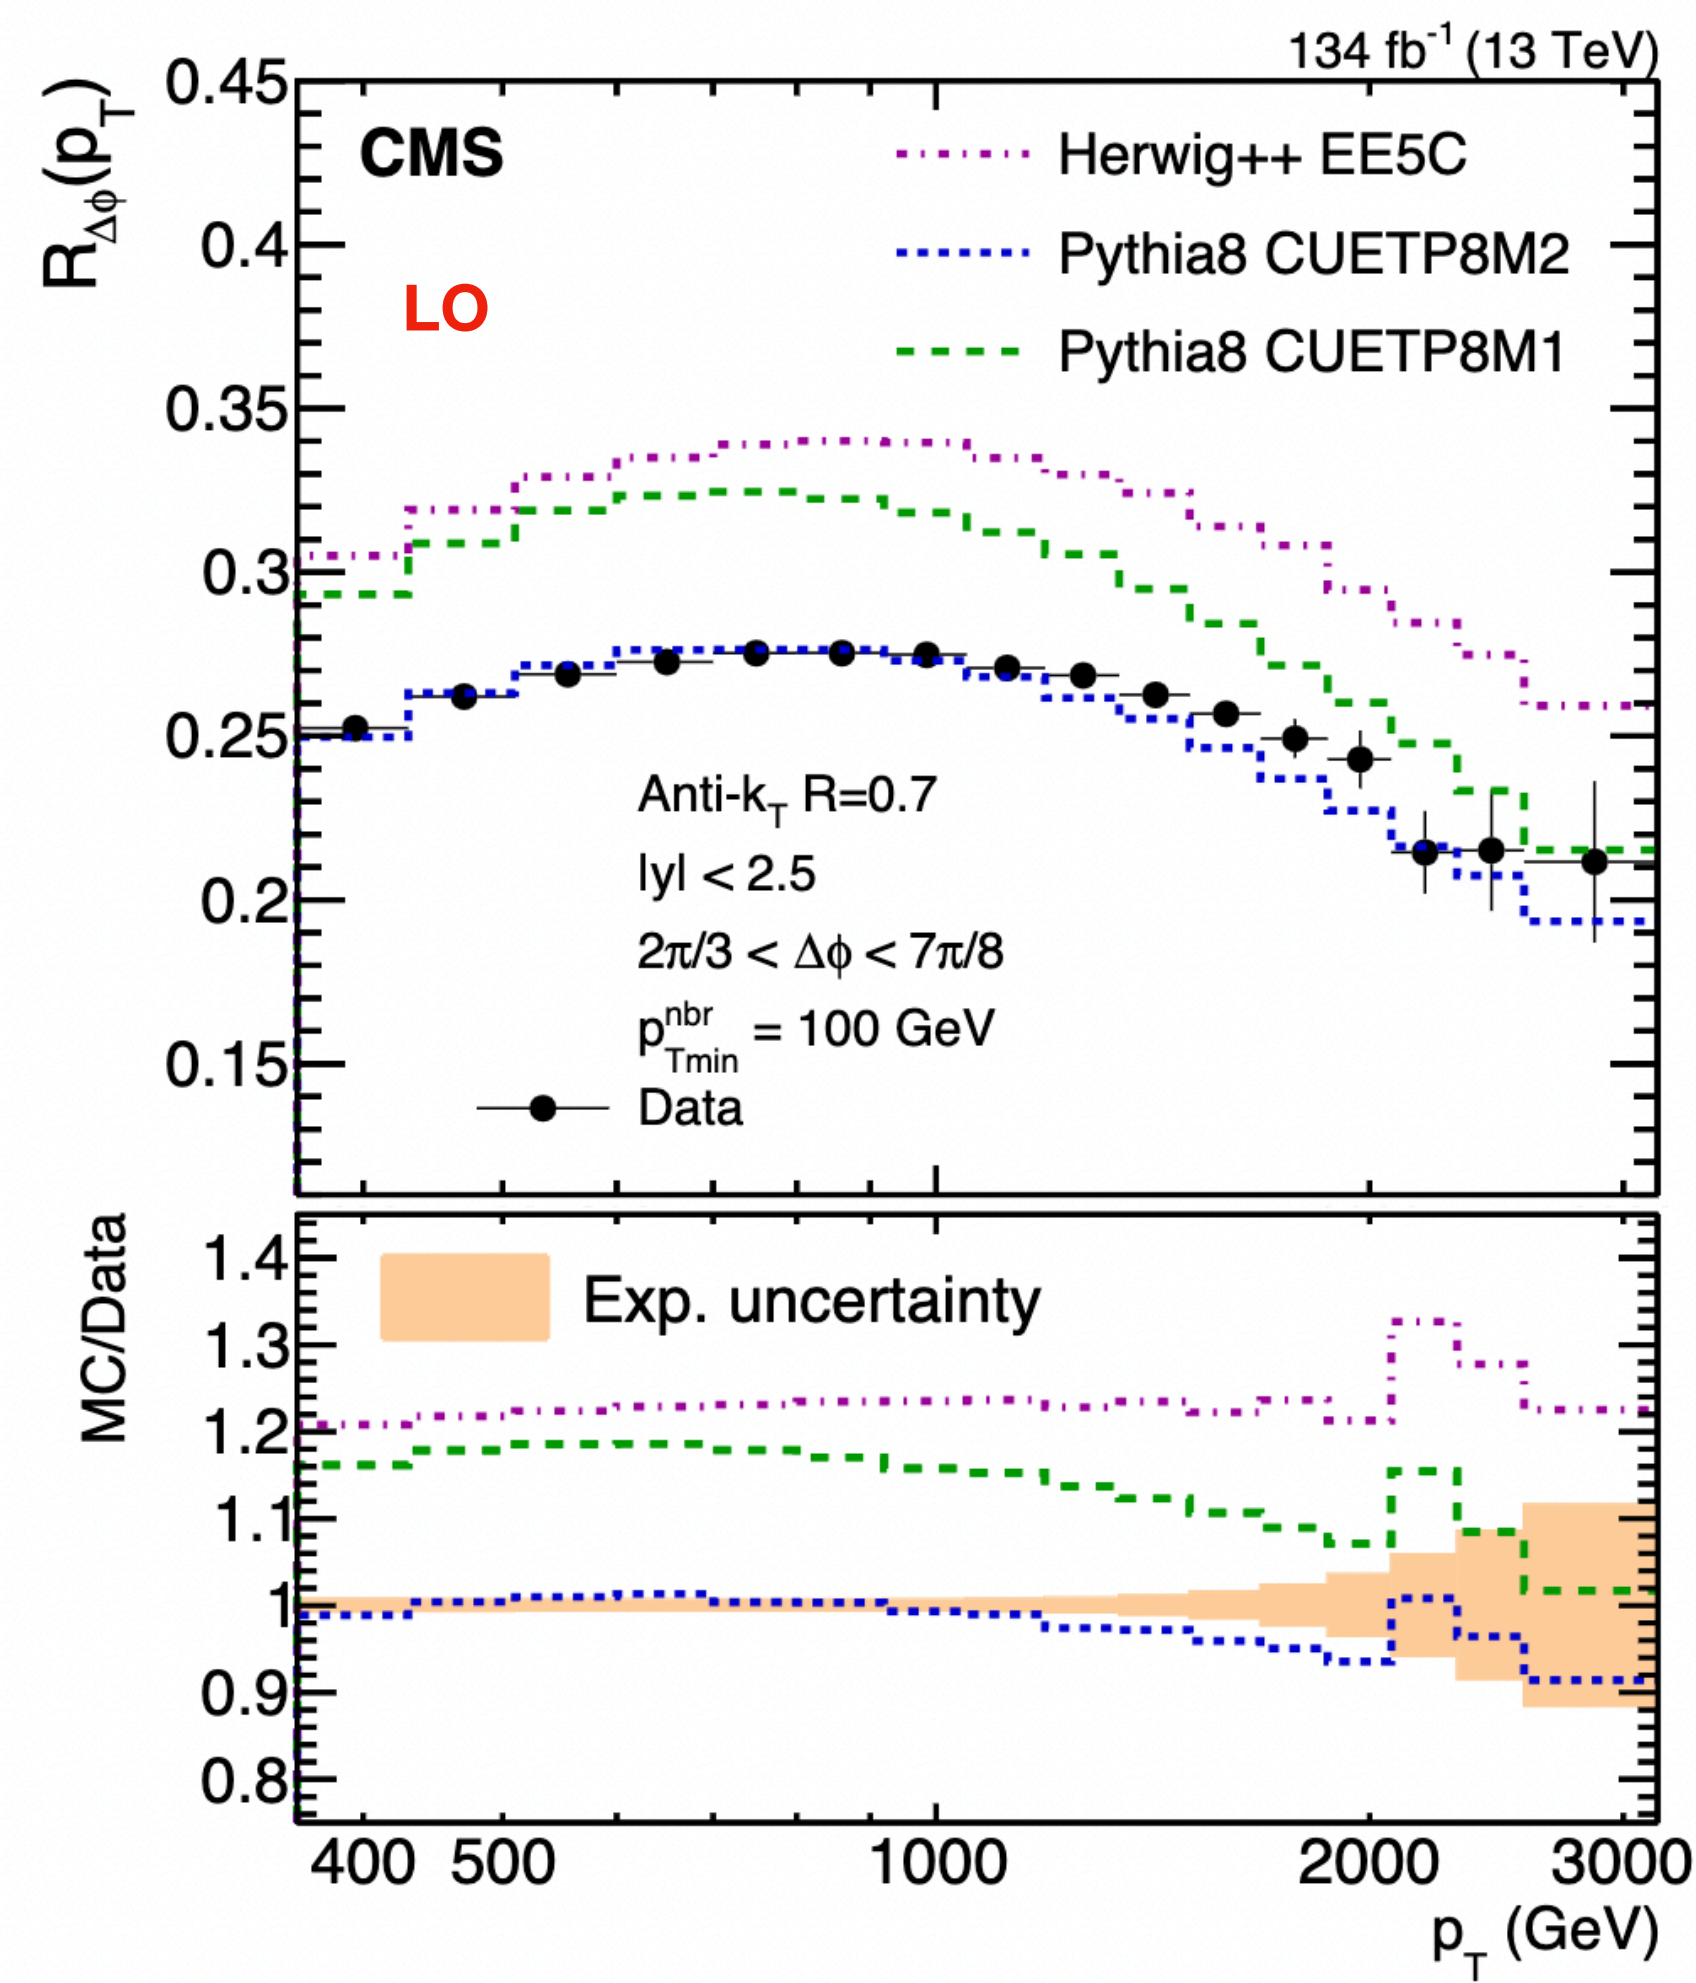 134 fb⁻¹ (13 TeV)
R_Δϕ(p_T)
0.45
0.4
0.35
0.3
0.25
0.2
0.15
CMS
LO
Herwig++ EE5C
Pythia8 CUETP8M2
Pythia8 CUETP8M1
Anti-k_T R=0.7
|y| < 2.5
2π/3 < Δϕ < 7π/8
p_Tmin^nbr = 100 GeV
Data
MC/Data
1.4
1.3
1.2
1.1
1
0.9
0.8
Exp. uncertainty
400 500 1000 2000 3000
p_T (GeV)